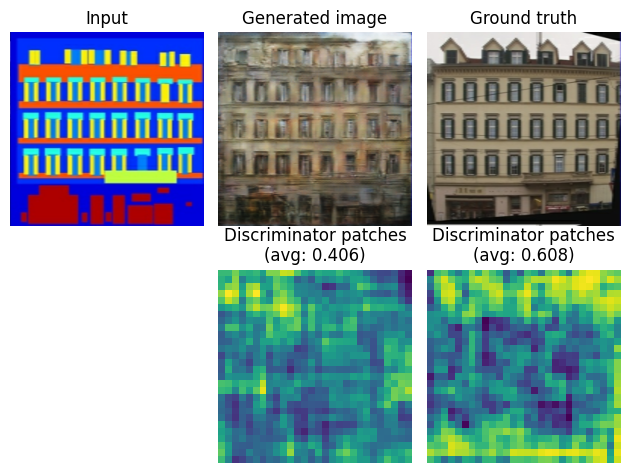 Input
Generated image
Ground truth
Discriminator patches
(avg: 0.406)
Discriminator patches
(avg: 0.608)